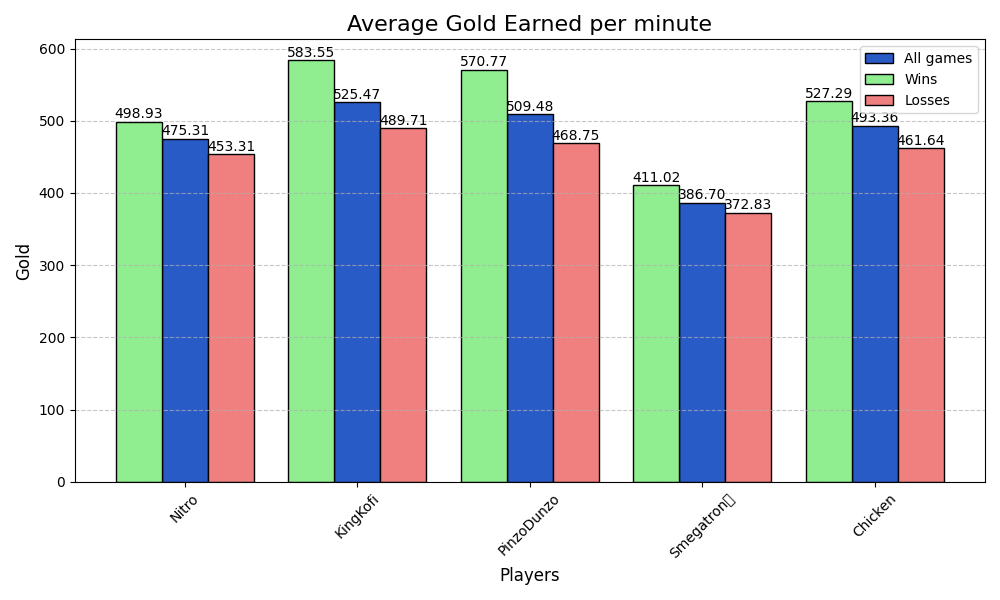 Average Gold Earned per minute
Gold
600
500
400
300
200
100
0
498.93
475.31
453.31
583.55
525.47
489.71
570.77
509.48
468.75
411.02
386.70
372.83
527.29
493.36
461.64
All games
Wins
Losses
Nitro
KingKofi
PinzoDunzo
Smegatron
Chicken
Players